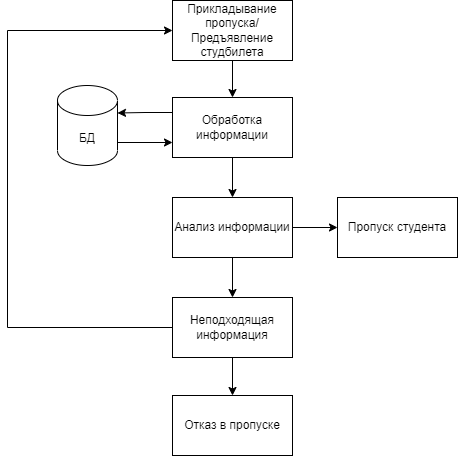 Прикладывание
пропуска/
Предъявление
студбилета
БД
Обработка
информации
Анализ информации
Пропуск студента
Неподходящая
информация
Отказ в пропуске